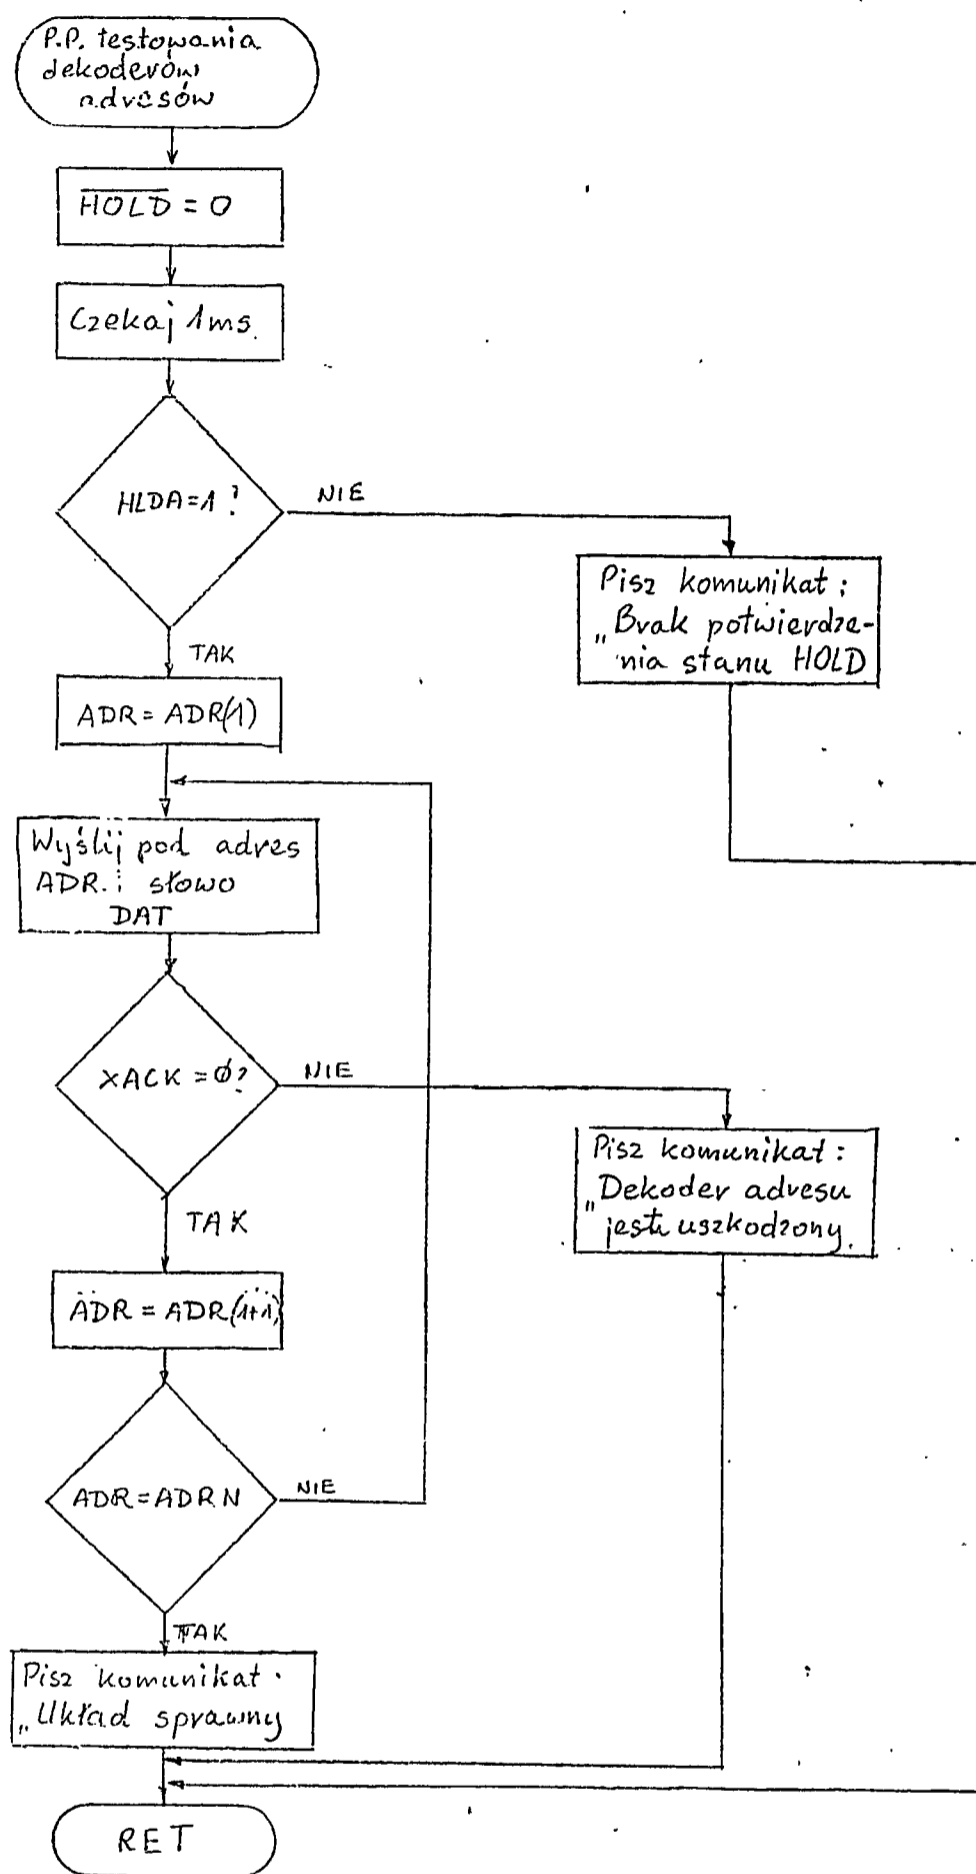 P.P. testowania
dekoderów
adresów
HOLD = 0
Czekaj 1ms.
HLDA=1?
NIE
Pisz komunikat:
„Brak potwierdze-
nia stanu HOLD
TAK
ADR = ADR(1)
Wyślij pod adres
ADR. i słowo
DAT
XACK = Ø?
NIE
Pisz komunikat:
„Dekoder adresu
jest uszkodzony.
TAK
ADR = ADR(i+1)
ADR=ADRN
NIE
TAK
Pisz komunikat:
„Układ sprawny
RET